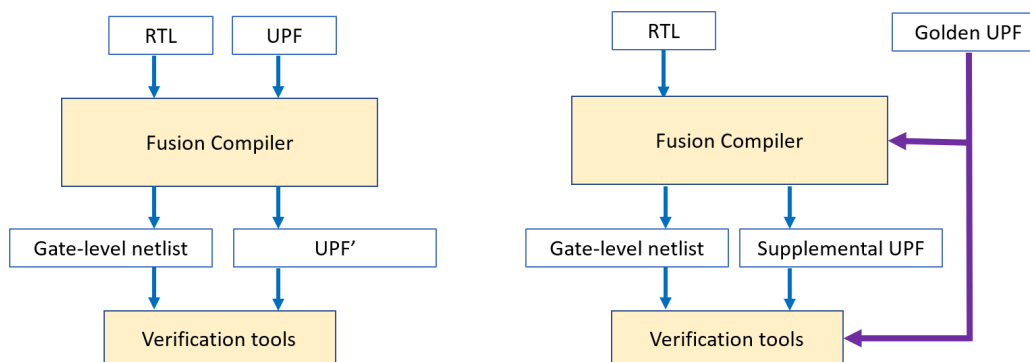 RTL
UPF
Fusion Compiler
Gate-level netlist
UPF’
Verification tools
RTL
Golden UPF
Fusion Compiler
Gate-level netlist
Supplemental UPF
Verification tools